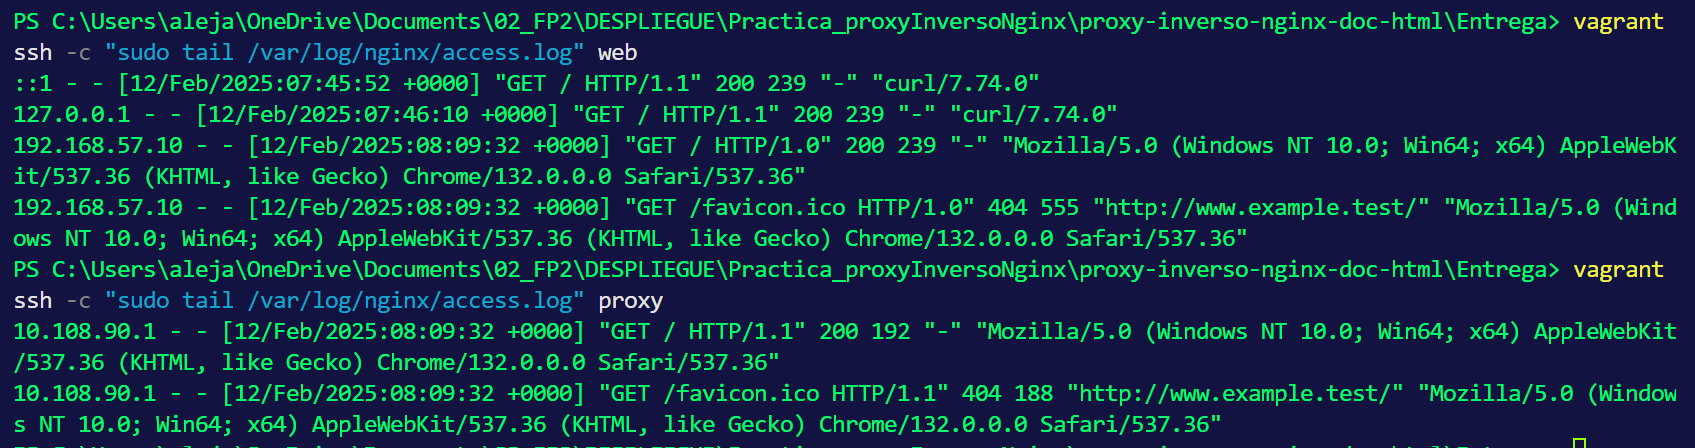 PS C:\Users\aleja\OneDrive\Documents\02_FP2\DESPLIEGUE\Practica_proxyInversoNginx\proxy-inverso-nginx-doc-html\Entrega> vagrant
ssh -c "sudo tail /var/log/nginx/access.log" web
::1 - - [12/Feb/2025:07:45:52 +0000] "GET / HTTP/1.1" 200 239 "-" "curl/7.74.0"
127.0.0.1 - - [12/Feb/2025:07:46:10 +0000] "GET / HTTP/1.1" 200 239 "-" "curl/7.74.0"
192.168.57.10 - - [12/Feb/2025:08:09:32 +0000] "GET / HTTP/1.0" 200 239 "-" "Mozilla/5.0 (Windows NT 10.0; Win64; x64) AppleWebK
it/537.36 (KHTML, like Gecko) Chrome/132.0.0.0 Safari/537.36"
192.168.57.10 - - [12/Feb/2025:08:09:32 +0000] "GET /favicon.ico HTTP/1.0" 404 555 "http://www.example.test/" "Mozilla/5.0 (Wind
ows NT 10.0; Win64; x64) AppleWebKit/537.36 (KHTML, like Gecko) Chrome/132.0.0.0 Safari/537.36"
PS C:\Users\aleja\OneDrive\Documents\02_FP2\DESPLIEGUE\Practica_proxyInversoNginx\proxy-inverso-nginx-doc-html\Entrega> vagrant
ssh -c "sudo tail /var/log/nginx/access.log" proxy
10.108.90.1 - - [12/Feb/2025:08:09:32 +0000] "GET / HTTP/1.1" 200 192 "-" "Mozilla/5.0 (Windows NT 10.0; Win64; x64) AppleWebKit
/537.36 (KHTML, like Gecko) Chrome/132.0.0.0 Safari/537.36"
10.108.90.1 - - [12/Feb/2025:08:09:32 +0000] "GET /favicon.ico HTTP/1.1" 404 188 "http://www.example.test/" "Mozilla/5.0 (Window
s NT 10.0; Win64; x64) AppleWebKit/537.36 (KHTML, like Gecko) Chrome/132.0.0.0 Safari/537.36"